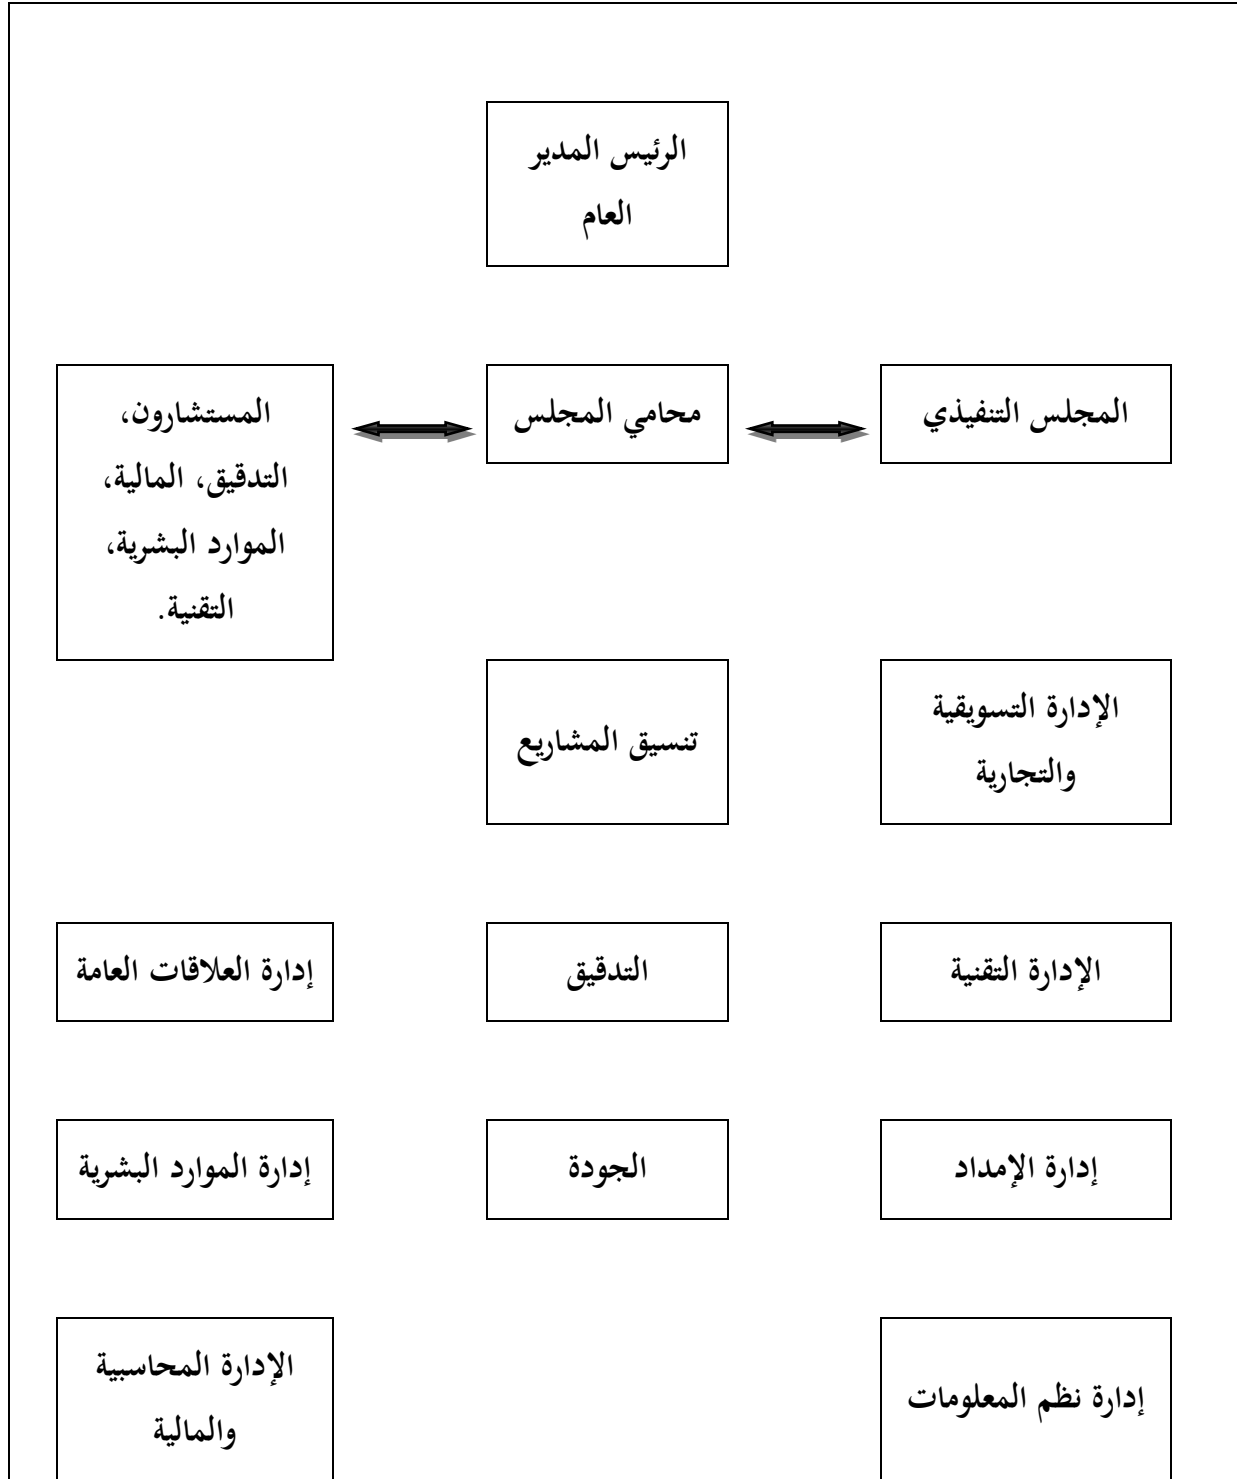 الرئيس المدير
العام
المجلس التنفيذي
محامي المجلس
المستشارون،
التدقيق، المالية،
الموارد البشرية،
التقنية.
الإدارة التسويقية
والتجارية
تنسيق المشاريع
الإدارة التقنية
التدقيق
إدارة العلاقات العامة
إدارة الإمداد
الجودة
إدارة الموارد البشرية
إدارة نظم المعلومات
الإدارة المحاسبية
والمالية